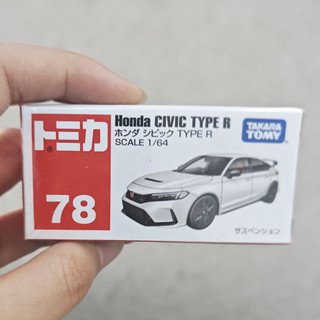 Honda CIVIC TYPE R
ホンダ シビック TYPE R
SCALE 1/64
トミカ
78
TAKARA
TOMY
サスペンション